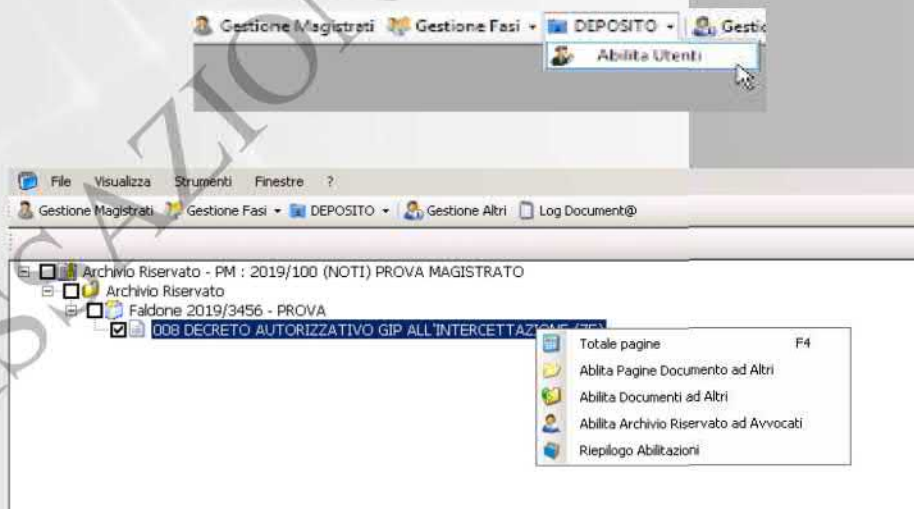 Gestione Magistrati Gestione Fasi DEPOSITO
Abilita Utenti
File Visualizza Strumenti Finestre ?
Gestione Magistrati Gestione Fasi DEPOSITO Gestione Altri Log Document@
Archivio Riservato - PM : 2019/100 (NOTI) PROVA MAGISTRATO
Archivio Riservato
Faldone 2019/3456 - PROVA
008 DECRETO AUTORIZZATIVO GIP ALL'INTERCETTAZIONE (75)
Totale pagine F4
Ablita Pagine Documento ad Altri
Abilita Documenti ad Altri
Abilita Archivio Riservato ad Avvocati
Riepilogo Abilitazioni